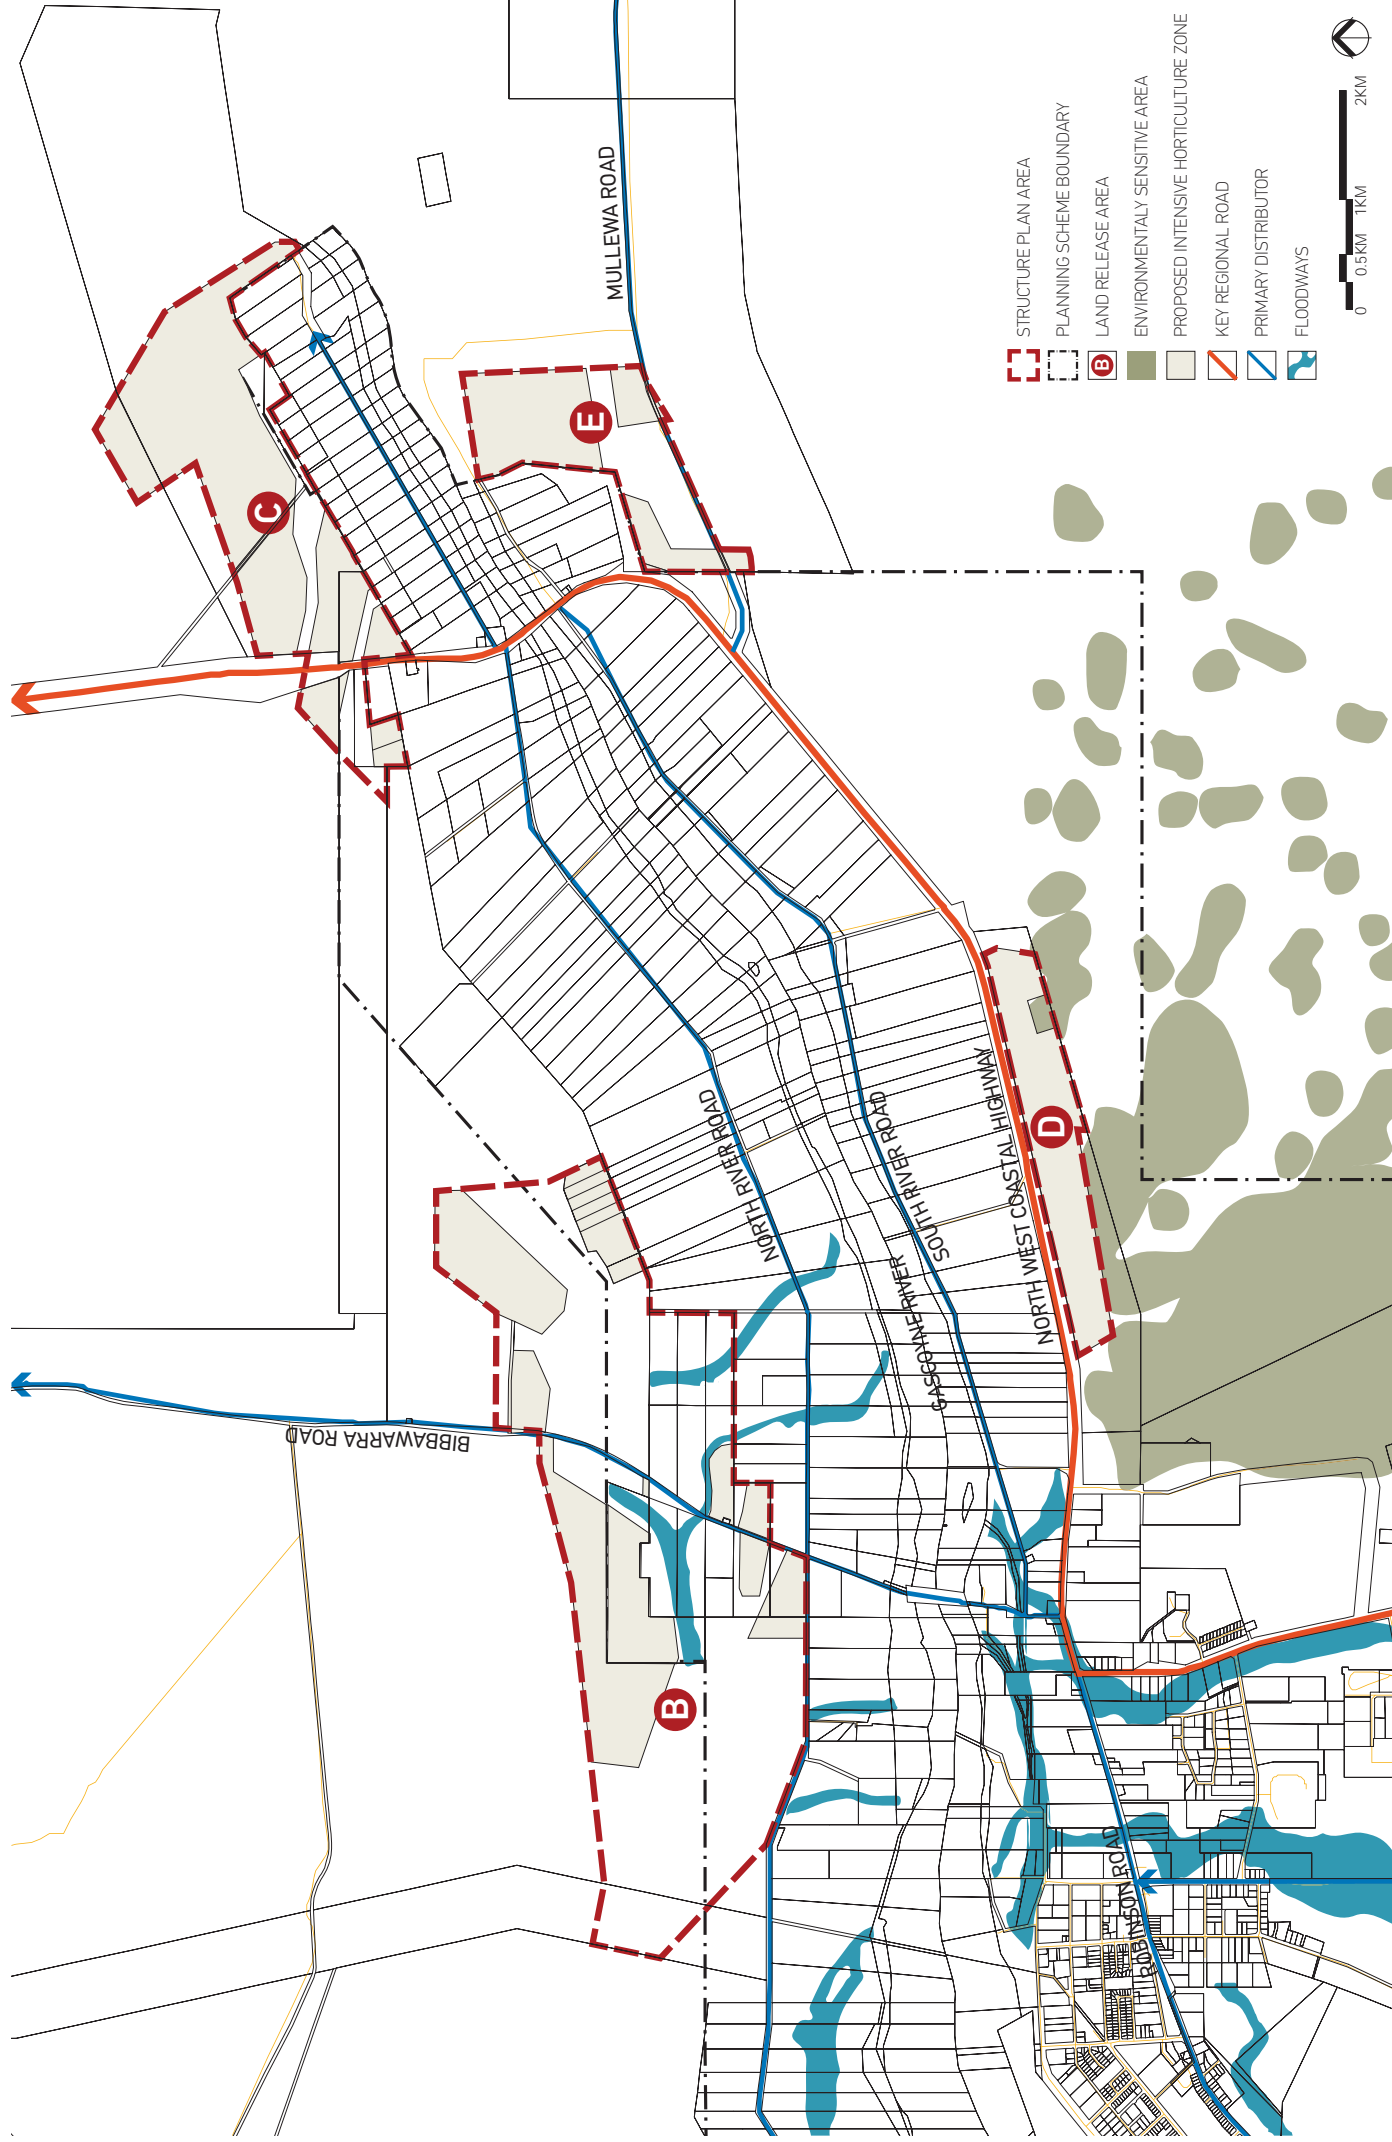 MULLEWA ROAD
C
E
BIBBAWARRA ROAD
NORTH RIVER ROAD
SOUTH RIVER ROAD
GASCOYNE RIVER
NORTH WEST COASTAL HIGHWAY
D
B
ROBINSON ROAD
STRUCTURE PLAN AREA
PLANNING SCHEME BOUNDARY
B LAND RELEASE AREA
ENVIRONMENTALY SENSITIVE AREA
PROPOSED INTENSIVE HORTICULTURE ZONE
KEY REGIONAL ROAD
PRIMARY DISTRIBUTOR
FLOODWAYS
0 0.5KM 1KM 2KM